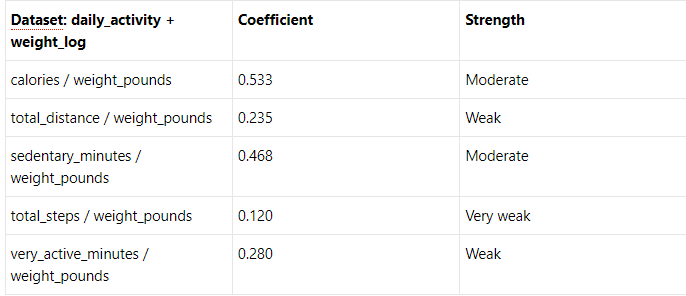 Dataset: daily_activity + weight_log Coefficient Strength
calories / weight_pounds 0.533 Moderate
total_distance / weight_pounds 0.235 Weak
sedentary_minutes / weight_pounds 0.468 Moderate
total_steps / weight_pounds 0.120 Very weak
very_active_minutes / weight_pounds 0.280 Weak